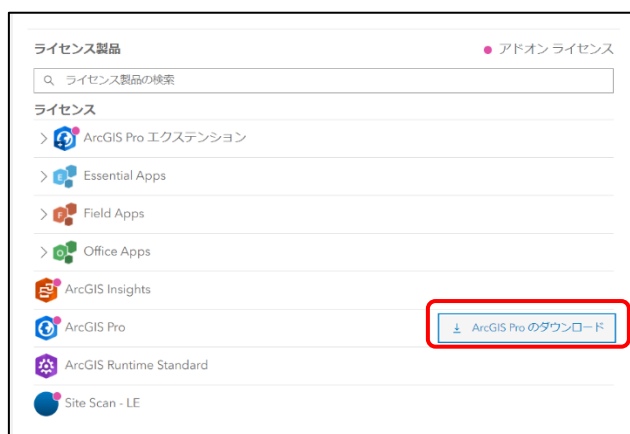 ライセンス製品
アドオン ライセンス
ライセンス製品の検索
ライセンス
ArcGIS Pro エクステンション
E Essential Apps
F Field Apps
O Office Apps
ArcGIS Insights
ArcGIS Pro
ArcGIS Pro のダウンロード
ArcGIS Runtime Standard
Site Scan - LE